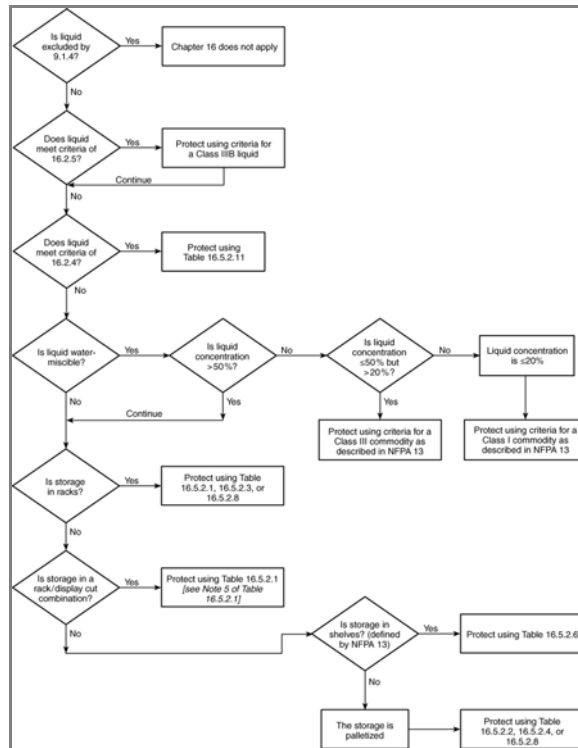 Is liquid
excluded by
9.1.4?
Yes
Chapter 16 does not apply
No
Does liquid
meet criteria of
16.2.5?
Yes
Protect using criteria for
a Class IIIB liquid
Continue
No
Does liquid
meet criteria of
16.2.4?
Yes
Protect using
Table 16.5.2.11
No
Is liquid water-
miscible?
Yes
Is liquid
concentration
>50%?
No
Is liquid
concentration
≤50% but
>20%?
No
Liquid concentration
is ≤20%
No
Yes
Continue
Yes
Protect using criteria for a
Class III commodity as
described in NFPA 13
Protect using criteria for a
Class I commodity as
described in NFPA 13
Is storage
in racks?
Yes
Protect using Table
16.5.2.1, 16.5.2.3, or
16.5.2.8
No
Is storage in a
rack/display cut
combination?
Yes
Protect using Table 16.5.2.1
[see Note 5 of Table
16.5.2.1]
No
Is storage in
shelves? (defined
by NFPA 13)
Yes
Protect using Table 16.5.2.6
No
The storage is
palletized
Protect using Table
16.5.2.2, 16.5.2.4, or
16.5.2.8